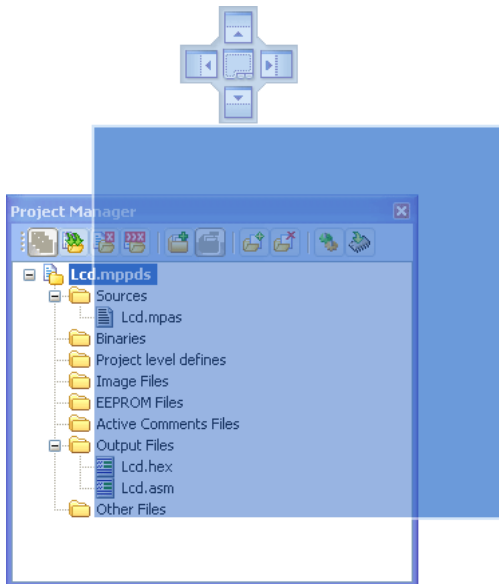 Project Manager
Lcd.mppds
Sources
Lcd.mpas
Binaries
Project level defines
Image Files
EEPROM Files
Active Comments Files
Output Files
Lcd.hex
Lcd.asm
Other Files